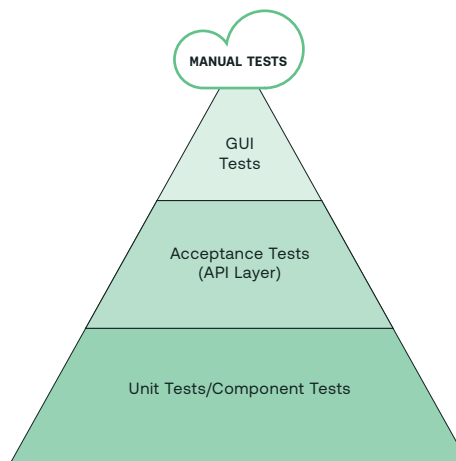 MANUAL TESTS
GUI
Tests
Acceptance Tests
(API Layer)
Unit Tests/Component Tests